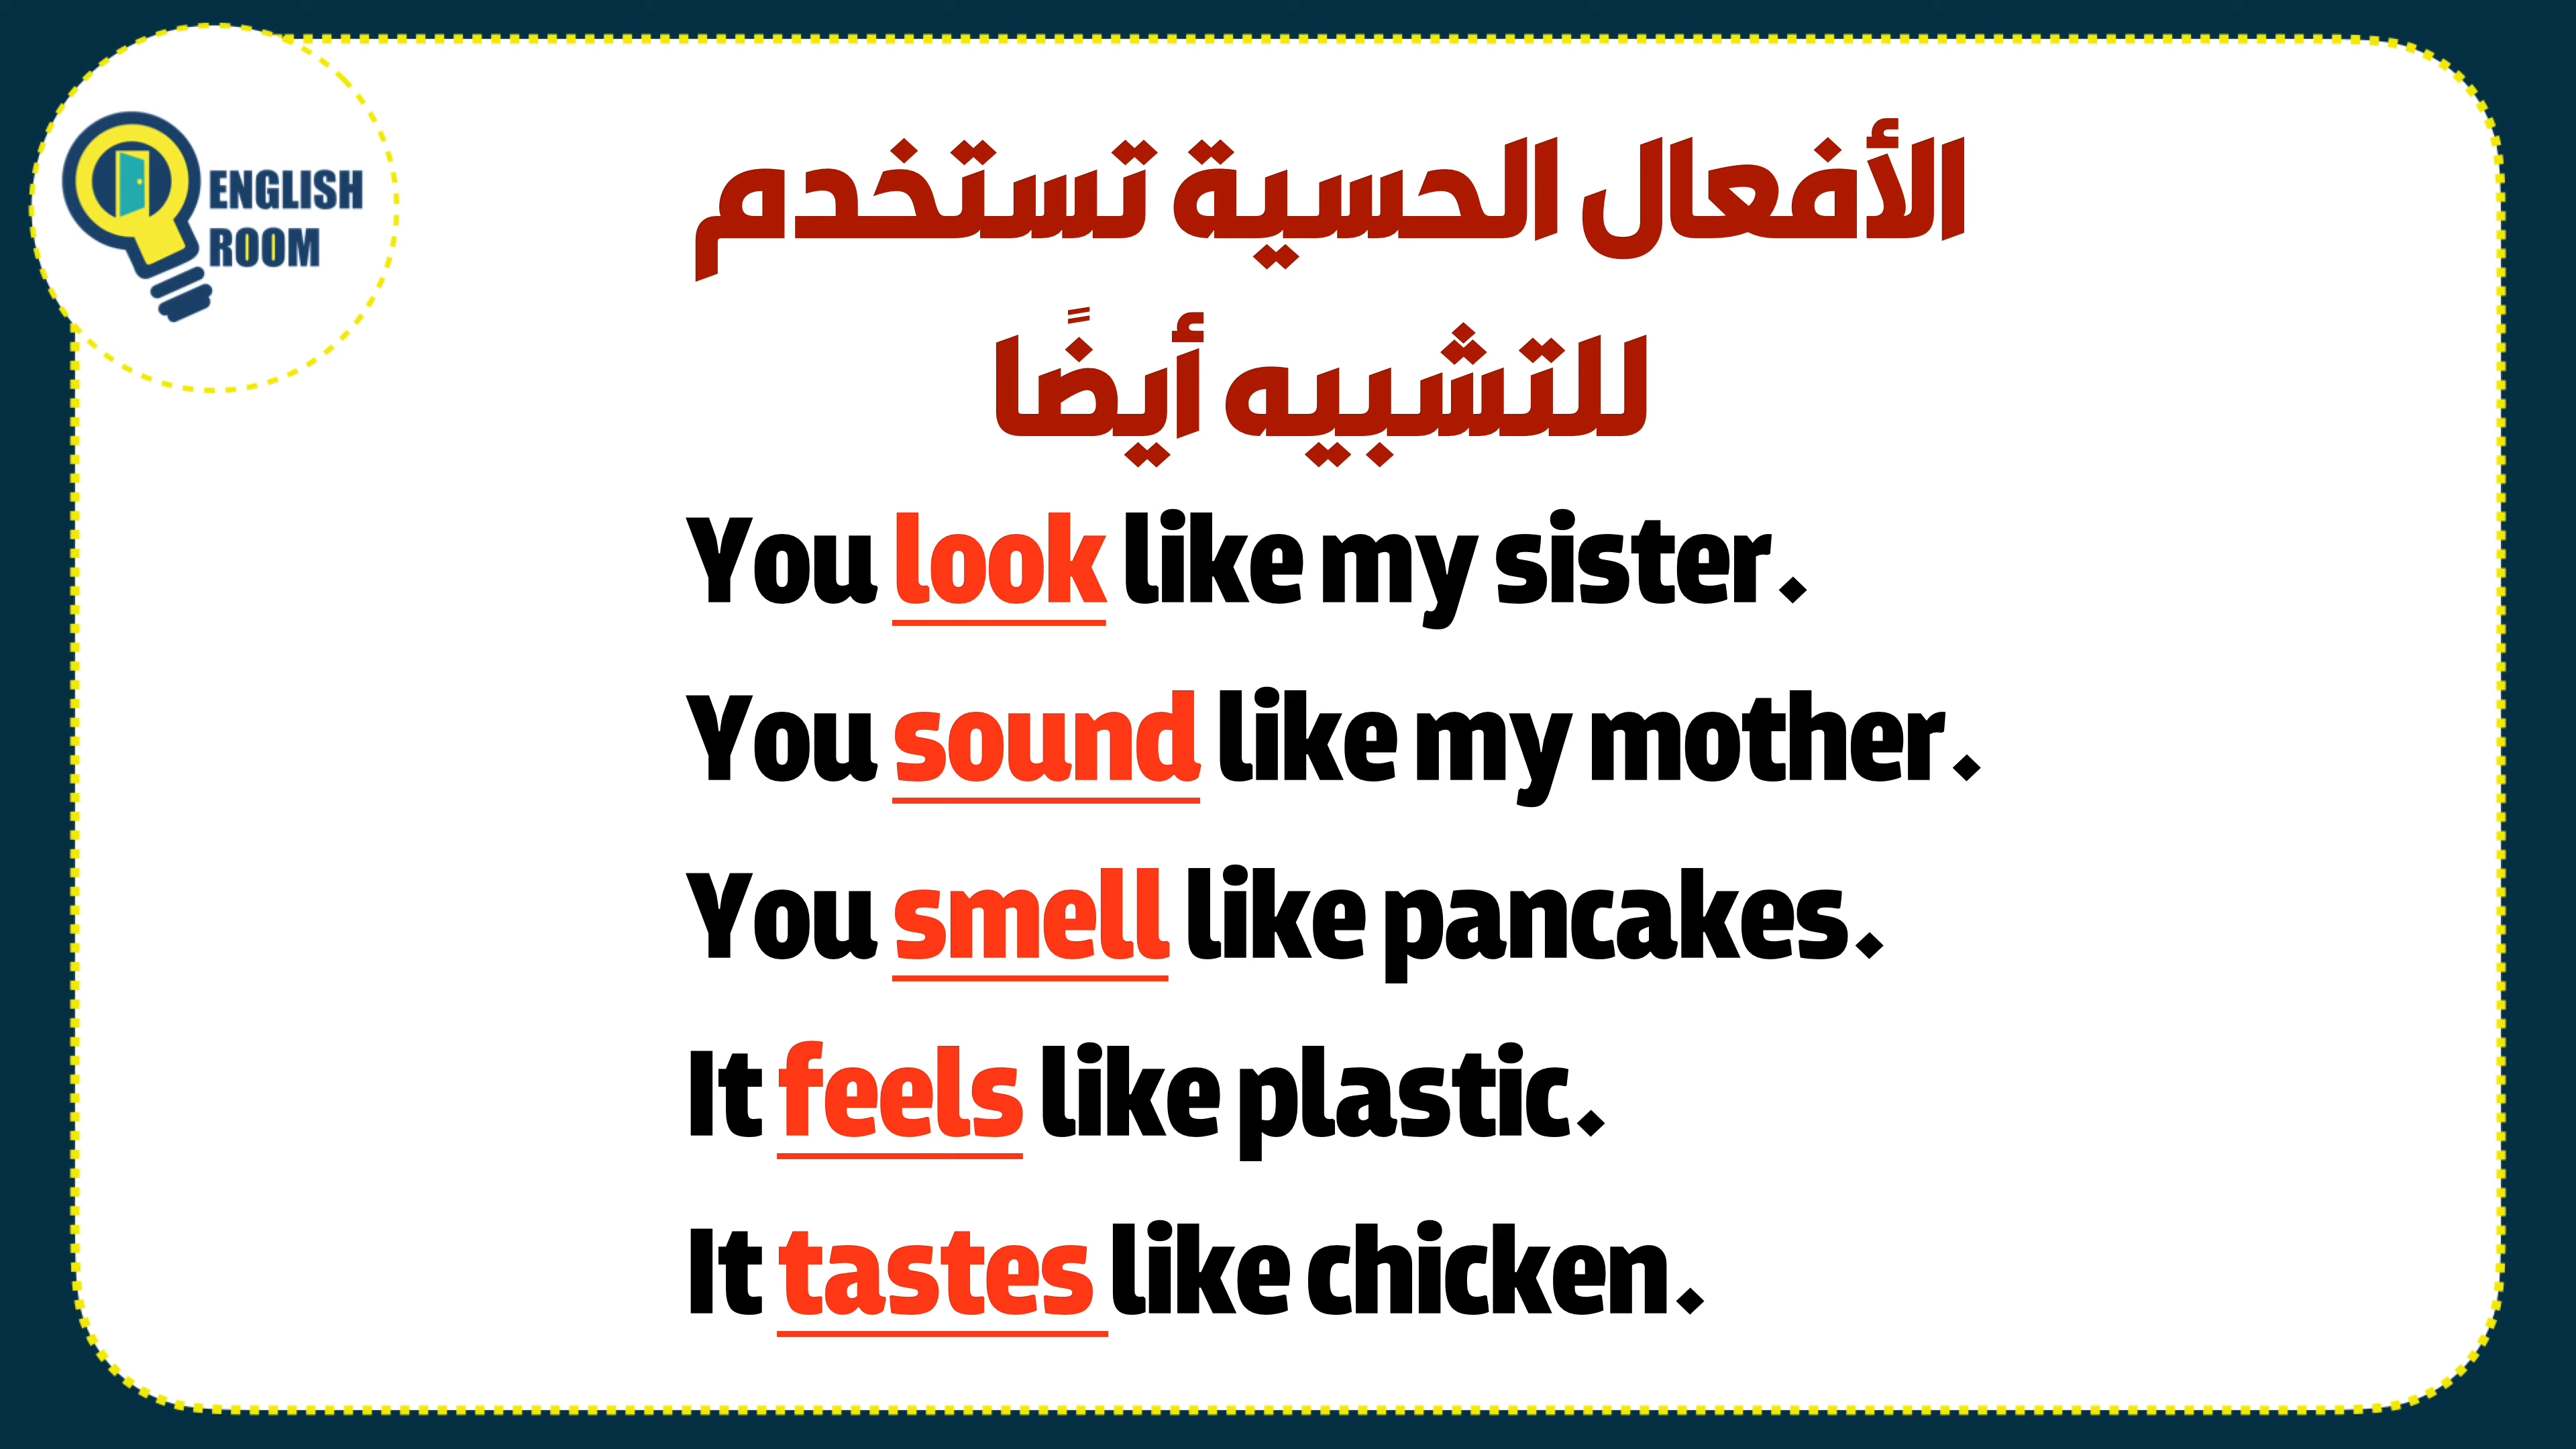 ENGLISH
ROOM
الأفعال الحسية تستخدم
للتشبيه أيضًا
You look like my sister.
You sound like my mother.
You smell like pancakes.
It feels like plastic.
It tastes like chicken.